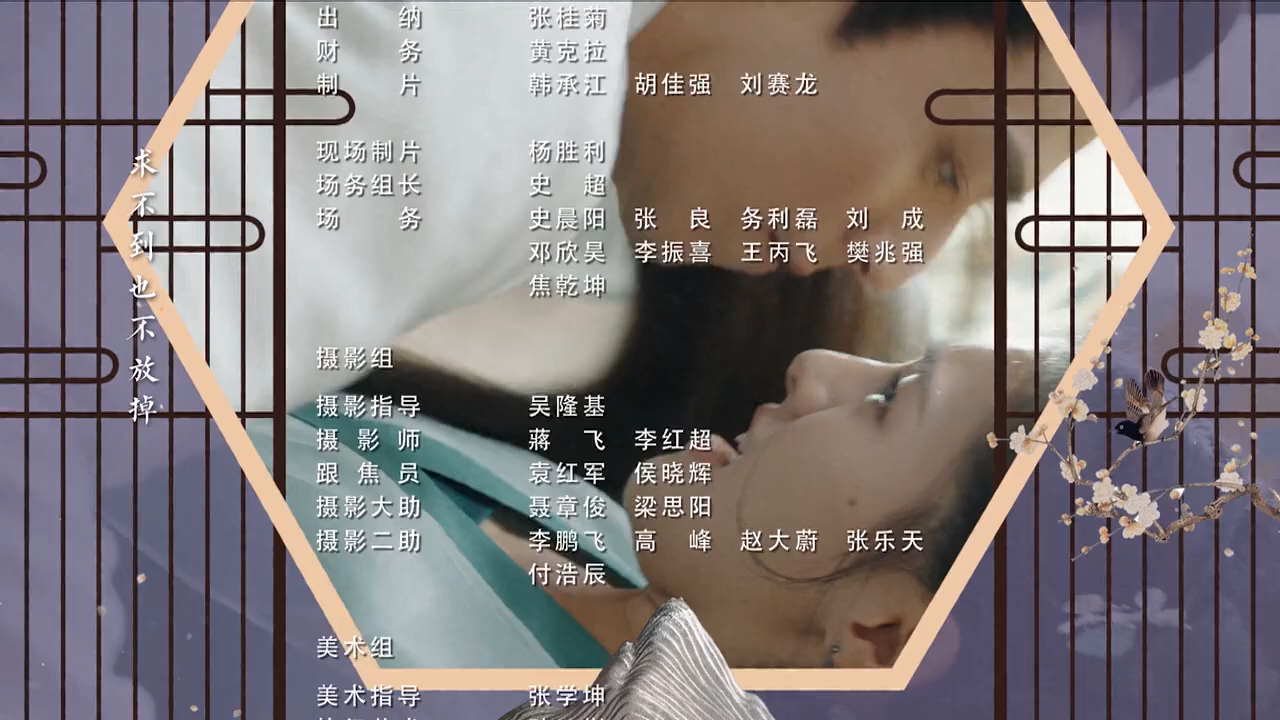 出纳 张桂菊
财务 黄克拉
制片 韩承江 胡佳强 刘赛龙
现场制片 杨胜利
场务组长 史超
场务 史晨阳 张良 务利磊 刘成
邓欣昊 李振喜 王丙飞 樊兆强
焦乾坤
摄影组
摄影指导 吴隆基
摄影师 蔣飞 李红超
跟焦员 袁红军 侯晓辉
摄影大助 聂章俊 梁思阳
摄影二助 李鹏飞 高峰 赵大蔚 张乐天
付浩辰
美术组
美术指导 张学坤
求不到也不放掉